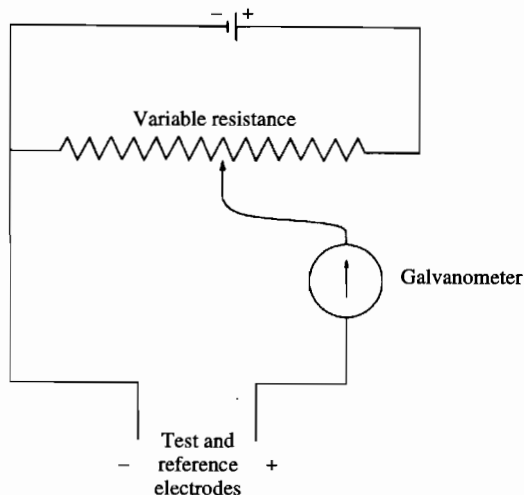 − +
Variable resistance
Galvanometer
Test and
− reference +
electrodes